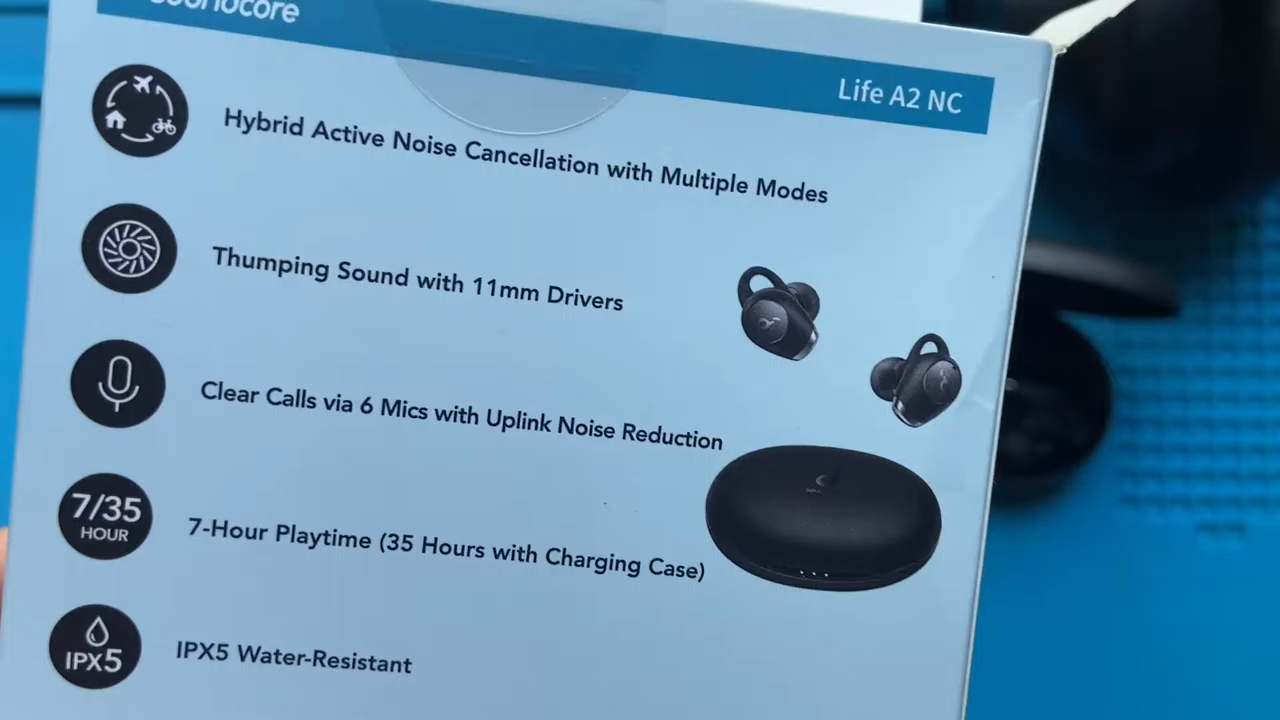 soundcore
Life A2 NC
Hybrid Active Noise Cancellation with Multiple Modes
Thumping Sound with 11mm Drivers
Clear Calls via 6 Mics with Uplink Noise Reduction
7/35
HOUR
7-Hour Playtime (35 Hours with Charging Case)
IPX5
IPX5 Water-Resistant